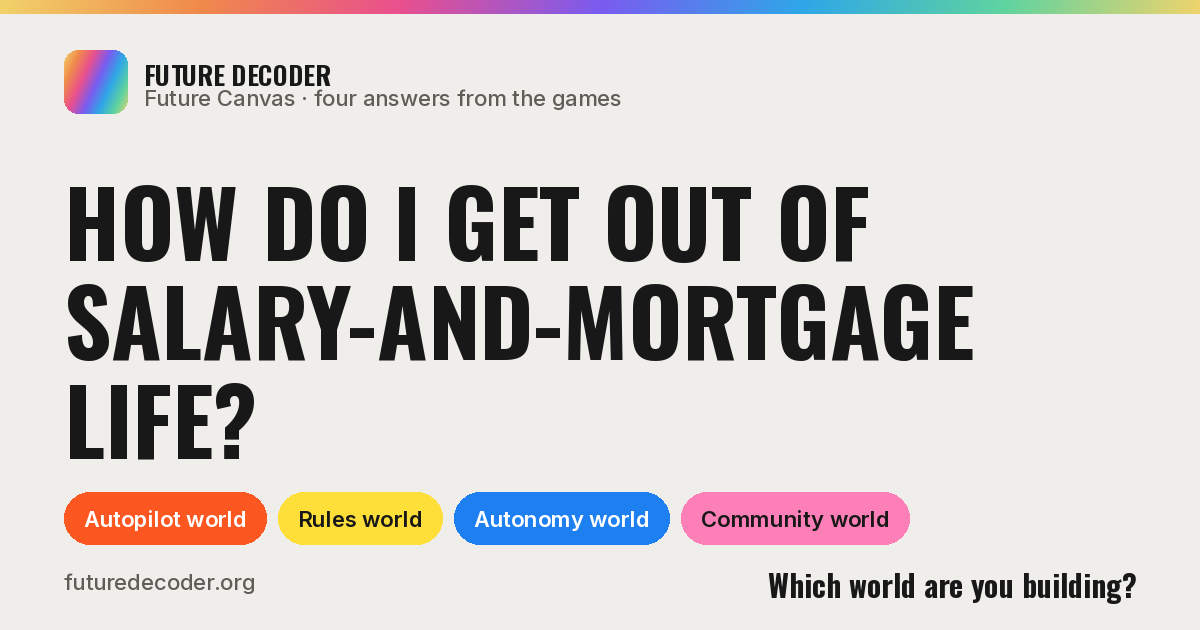 FUTURE DECODER
Future Canvas · four answers from the games
HOW DO I GET OUT OF
SALARY-AND-MORTGAGE
LIFE?
Autopilot world
Rules world
Autonomy world
Community world
futuredecoder.org
Which world are you building?